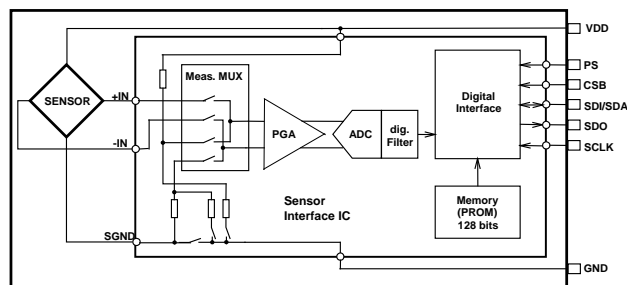 VDD
Meas. MUX
PS
SENSOR
+IN
CSB
Digital
Interface
SDI/SDA
PGA
ADC
dig.
Filter
SDO
-IN
SCLK
Sensor
Interface IC
Memory
(PROM)
128 bits
SGND
GND